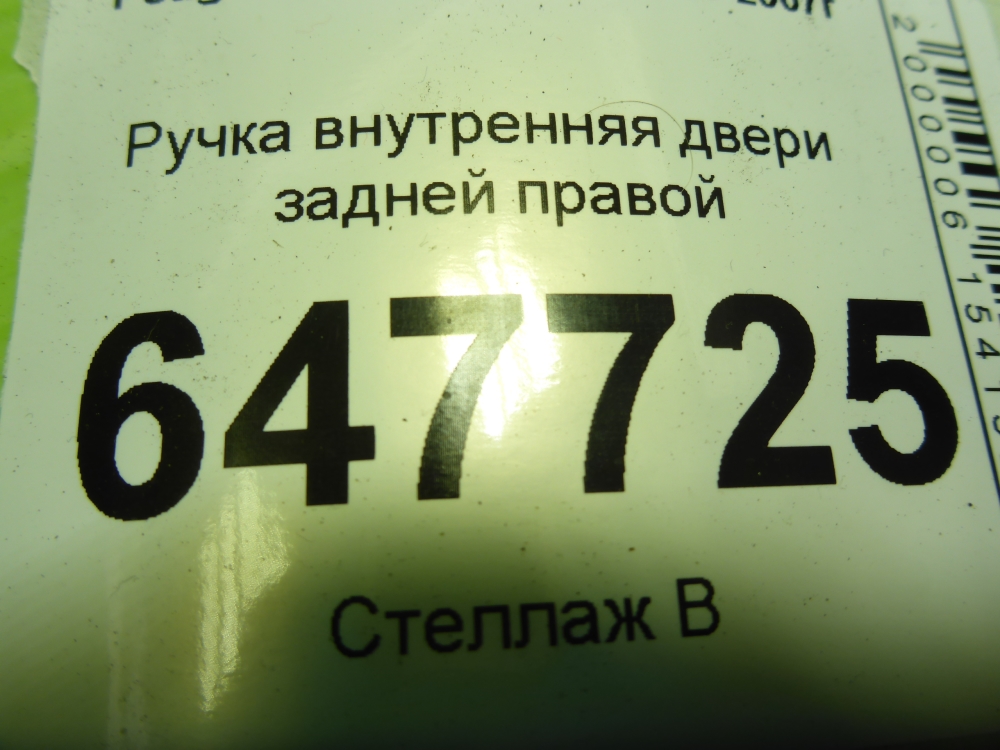 Ручка внутренняя двери
задней правой
647725
Стеллаж В